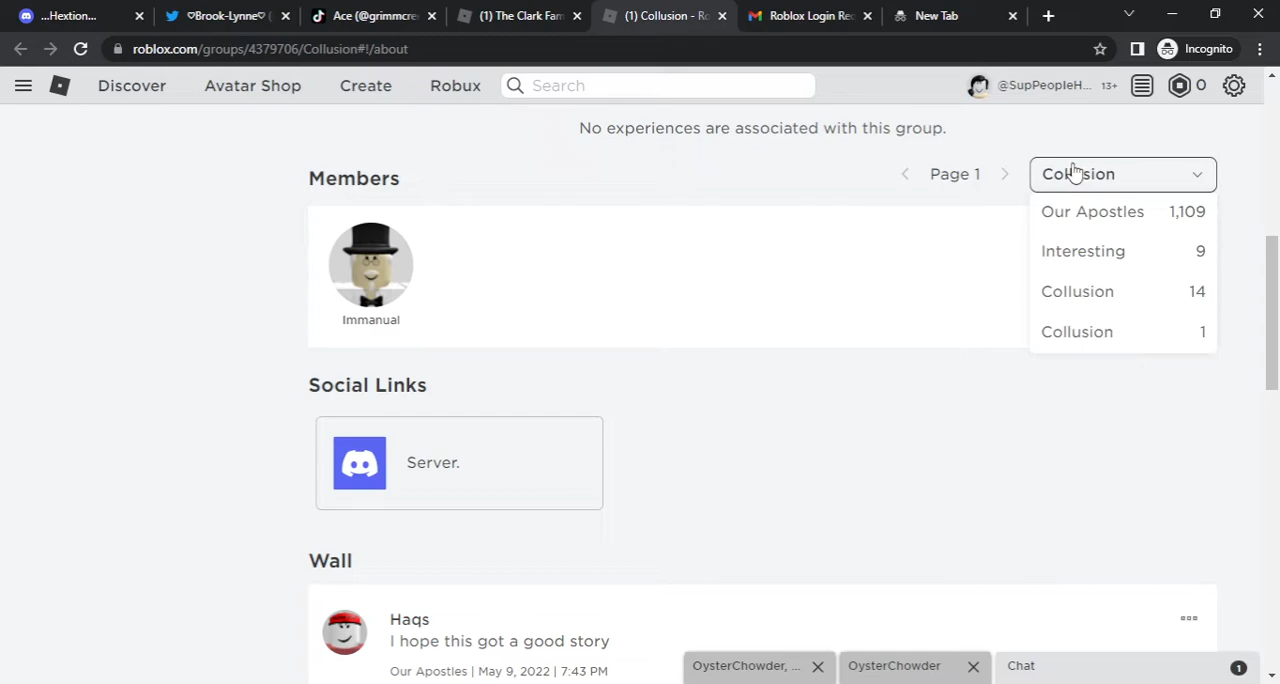 ...Hextion...
♡Brook-Lynne♡ (
Ace (@grimmcre
(1) The Clark Fam
(1) Collusion - Ro
Roblox Login Rec
New Tab
roblox.com/groups/4379706/Collusion#!/about
Incognito
Discover
Avatar Shop
Create
Robux
Search
@SupPeopleH...
13+
0
No experiences are associated with this group.
Members
Page 1
Collusion
Our Apostles 1,109
Interesting 9
Collusion 14
Collusion 1
Immanual
Social Links
Server.
Wall
Haqs
I hope this got a good story
Our Apostles | May 9, 2022 | 7:43 PM
OysterChowder, ...
OysterChowder
Chat
1